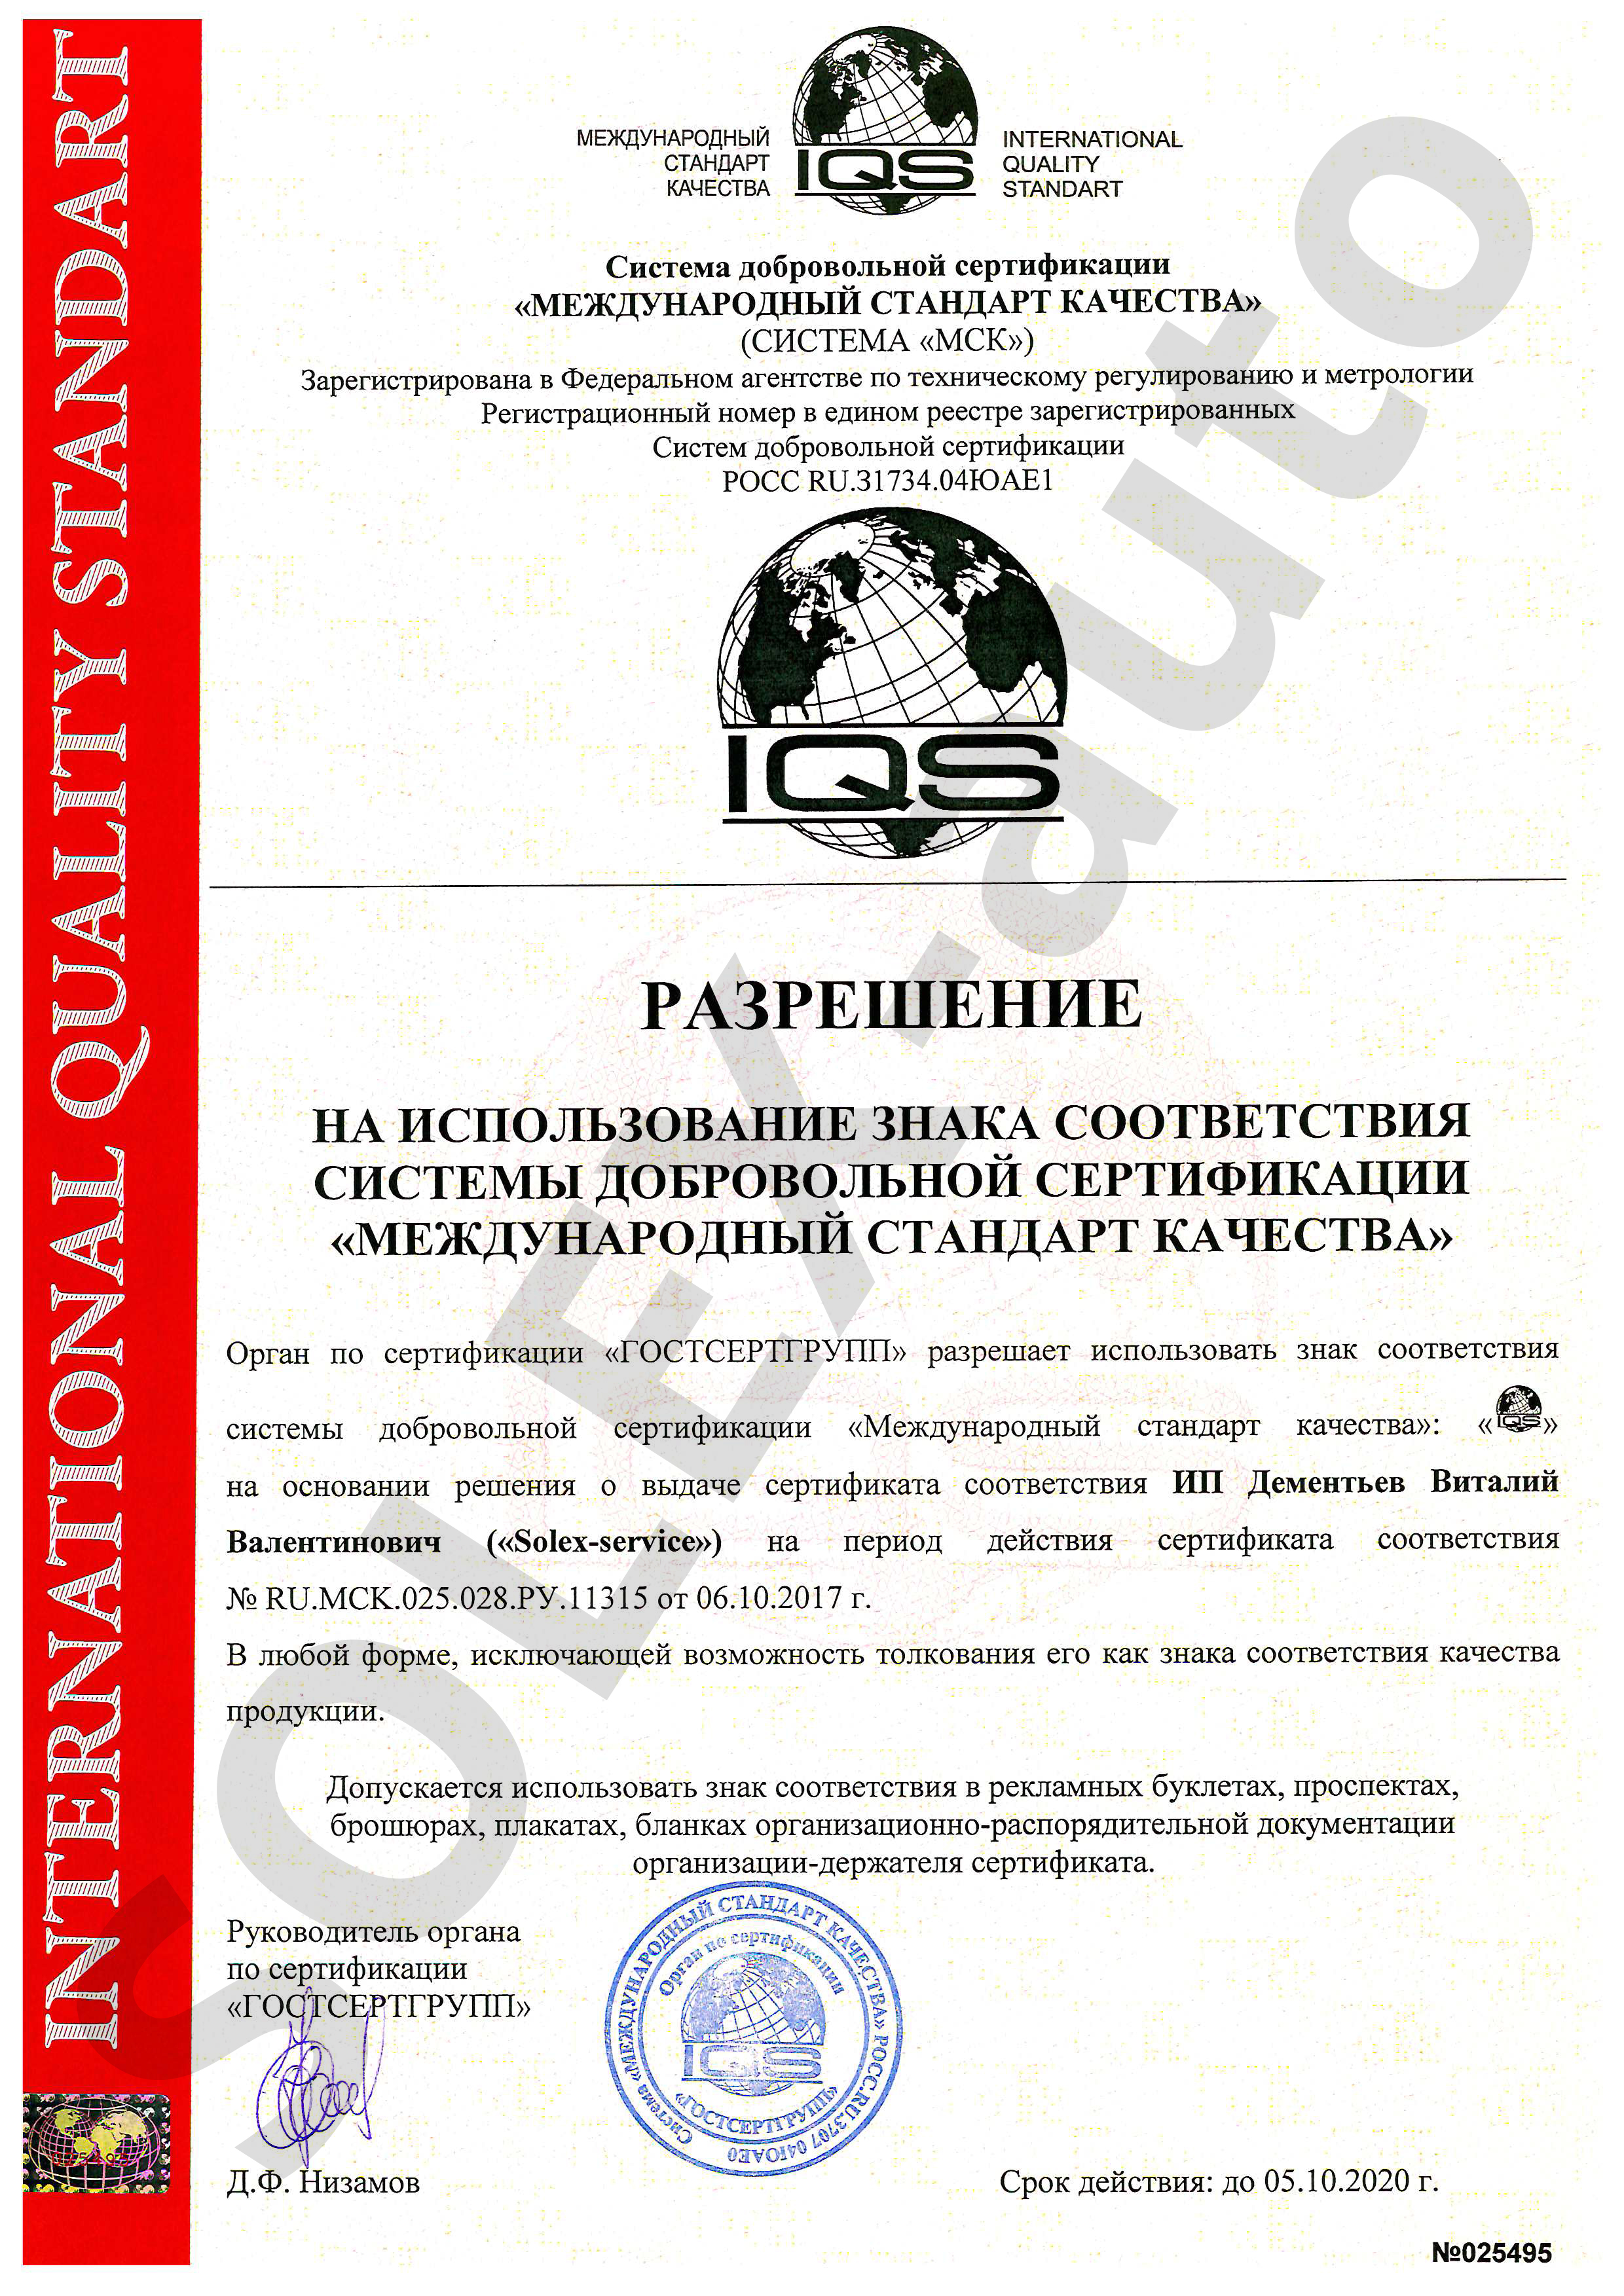 INTERNATIONAL QUALITY STANDART
МЕЖДУНАРОДНЫЙ
СТАНДАРТ
КАЧЕСТВА
IQS
INTERNATIONAL
QUALITY
STANDART
Система добровольной сертификации
«МЕЖДУНАРОДНЫЙ СТАНДАРТ КАЧЕСТВА»
(СИСТЕМА «МСК»)
Зарегистрирована в Федеральном агентстве по техническому регулированию и метрологии
Регистрационный номер в едином реестре зарегистрированных
Систем добровольной сертификации
РОСС RU.31734.04ЮАЕ1
IQS
РАЗРЕШЕНИЕ
НА ИСПОЛЬЗОВАНИЕ ЗНАКА СООТВЕТСТВИЯ
СИСТЕМЫ ДОБРОВОЛЬНОЙ СЕРТИФИКАЦИИ
«МЕЖДУНАРОДНЫЙ СТАНДАРТ КАЧЕСТВА»
Орган по сертификации «ГОСТСЕРТГРУПП» разрешает использовать знак соответствия
системы добровольной сертификации «Международный стандарт качества»: «IQS»
на основании решения о выдаче сертификата соответствия ИП Дементьев Виталий
Валентинович («Solex-service») на период действия сертификата соответствия
№ RU.МСК.025.028.РУ.11315 от 06.10.2017 г.
В любой форме, исключающей возможность толкования его как знака соответствия качества
продукции.
Допускается использовать знак соответствия в рекламных буклетах, проспектах,
брошюрах, плакатах, бланках организационно-распорядительной документации
организации-держателя сертификата.
Руководитель органа
по сертификации
«ГОСТСЕРТГРУПП»
Система «МЕЖДУНАРОДНЫЙ СТАНДАРТ КАЧЕСТВА» РОСС.RU.3707 04ЮАЕ0
Орган по сертификации
IQS
«ГОСТСЕРТГРУПП»
Д.Ф. Низамов
Срок действия: до 05.10.2020 г.
№025495
SOLEX-auto